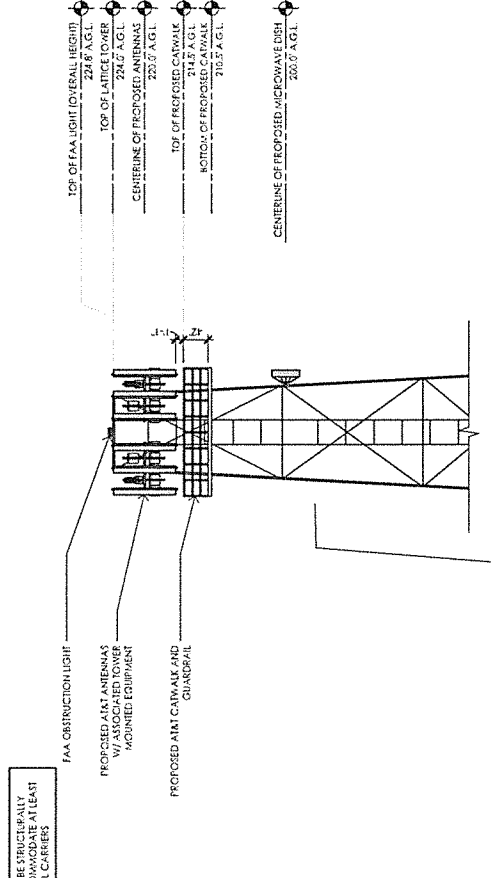 BE STRUCTURALLY
OMMODATE AT LEAST
L CARRIERS
FAA OBSTRUCTION LIGHT
PROPOSED AT&T ANTENNAS
W/ ASSOCIATED TOWER
MOUNTED EQUIPMENT
PROPOSED AT&T CATWALK AND
GUARDRAIL
TOP OF FAA LIGHT (OVERALL HEIGHT)
224.8' A.G.L.
TOP OF LATTICE TOWER
224.0' A.G.L.
CENTERLINE OF PROPOSED ANTENNAS
220.0' A.G.L.
TOP OF PROPOSED CATWALK
214.5' A.G.L.
BOTTOM OF PROPOSED CATWALK
210.5' A.G.L.
CENTERLINE OF PROPOSED MICROWAVE DISH
200.0' A.G.L.